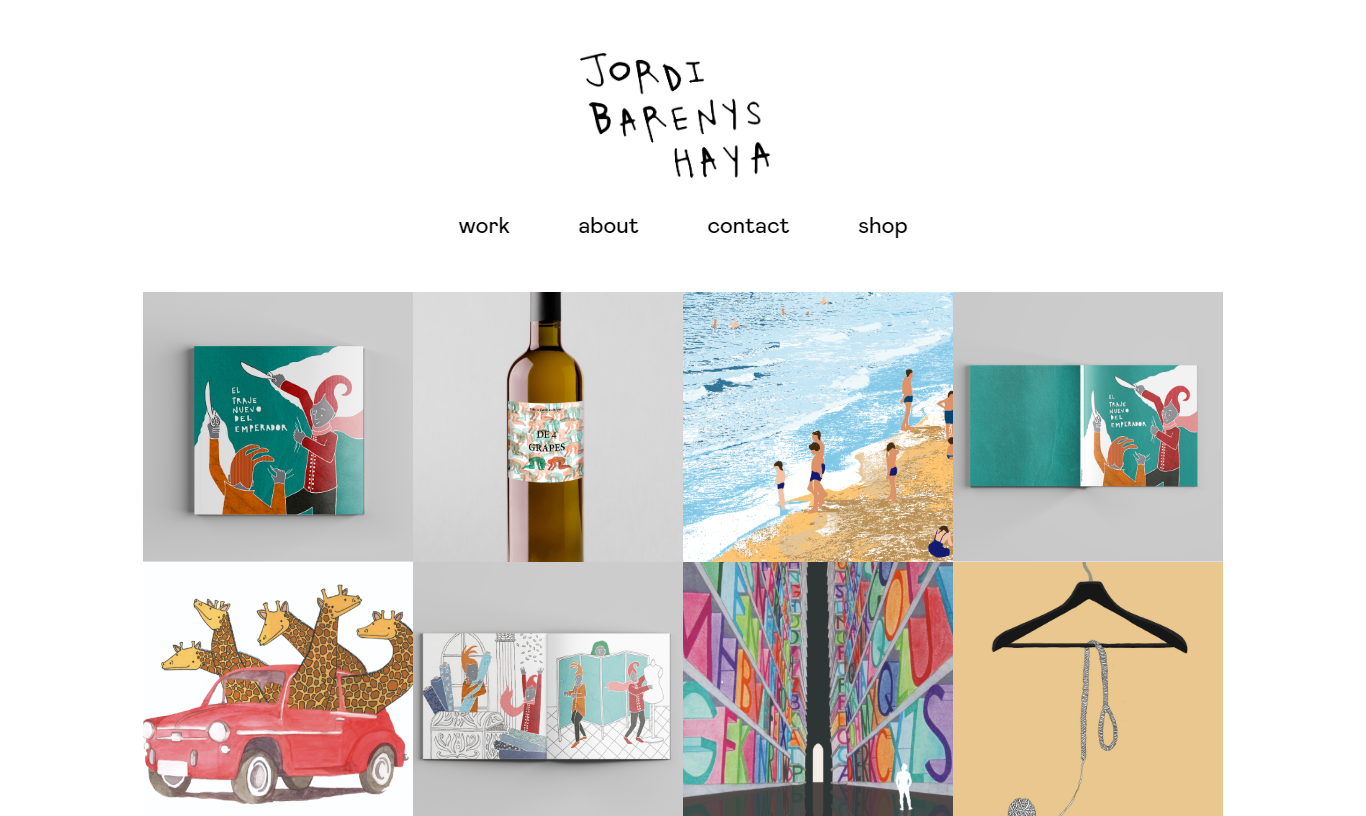 JORDI
BARENYS
HAYA
work about contact shop
EL
TRAJE
NUEVO
DEL
EMPERADOR
DE 4
GRAPES
EL
TRAJE
NUEVO
DEL
EMPERADOR